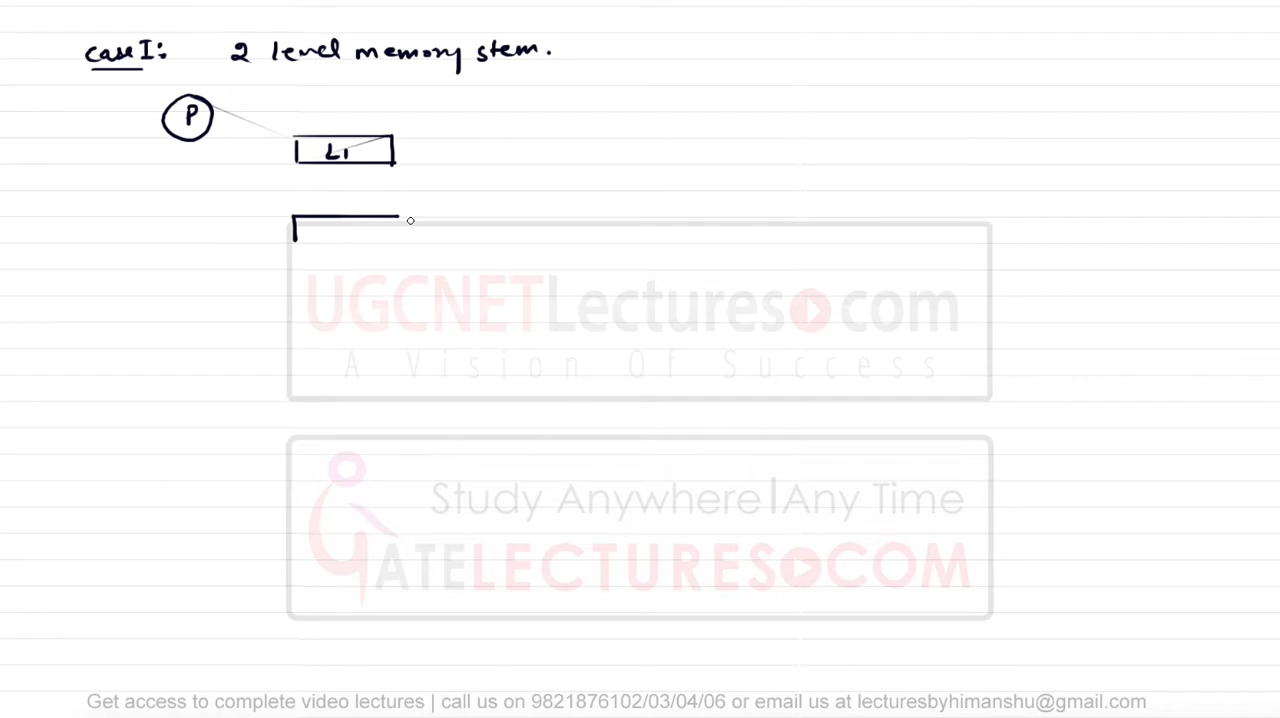 case I: 2 level memory stem.
P
L1
UGCNETLectures.com
A Vision Of Success
Study Anywhere|Any Time
GATELECTURES.COM
Get access to complete video lectures | call us on 9821876102/03/04/06 or email us at lecturesbyhimanshu@gmail.com